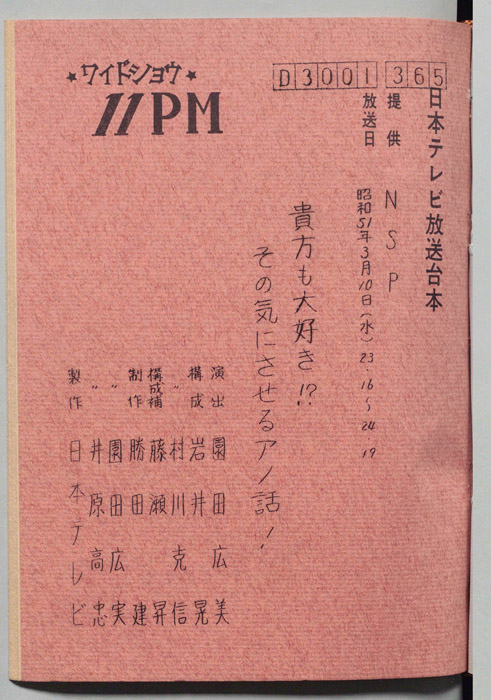 ★ワイドショウ★
11PM
D3001 365
日本テレビ放送台本
提供 NSP
放送日 昭和51年3月10日(水) 23.16〜24.19
貴方も大好き!?
その気にさせるアノ話!
演出 園田広美
構成 岩井晃
〃 村川克信
構成補 藤瀬昇
制作 勝田建
〃 園田広実
〃 井原高忠
製作 日本テレビ